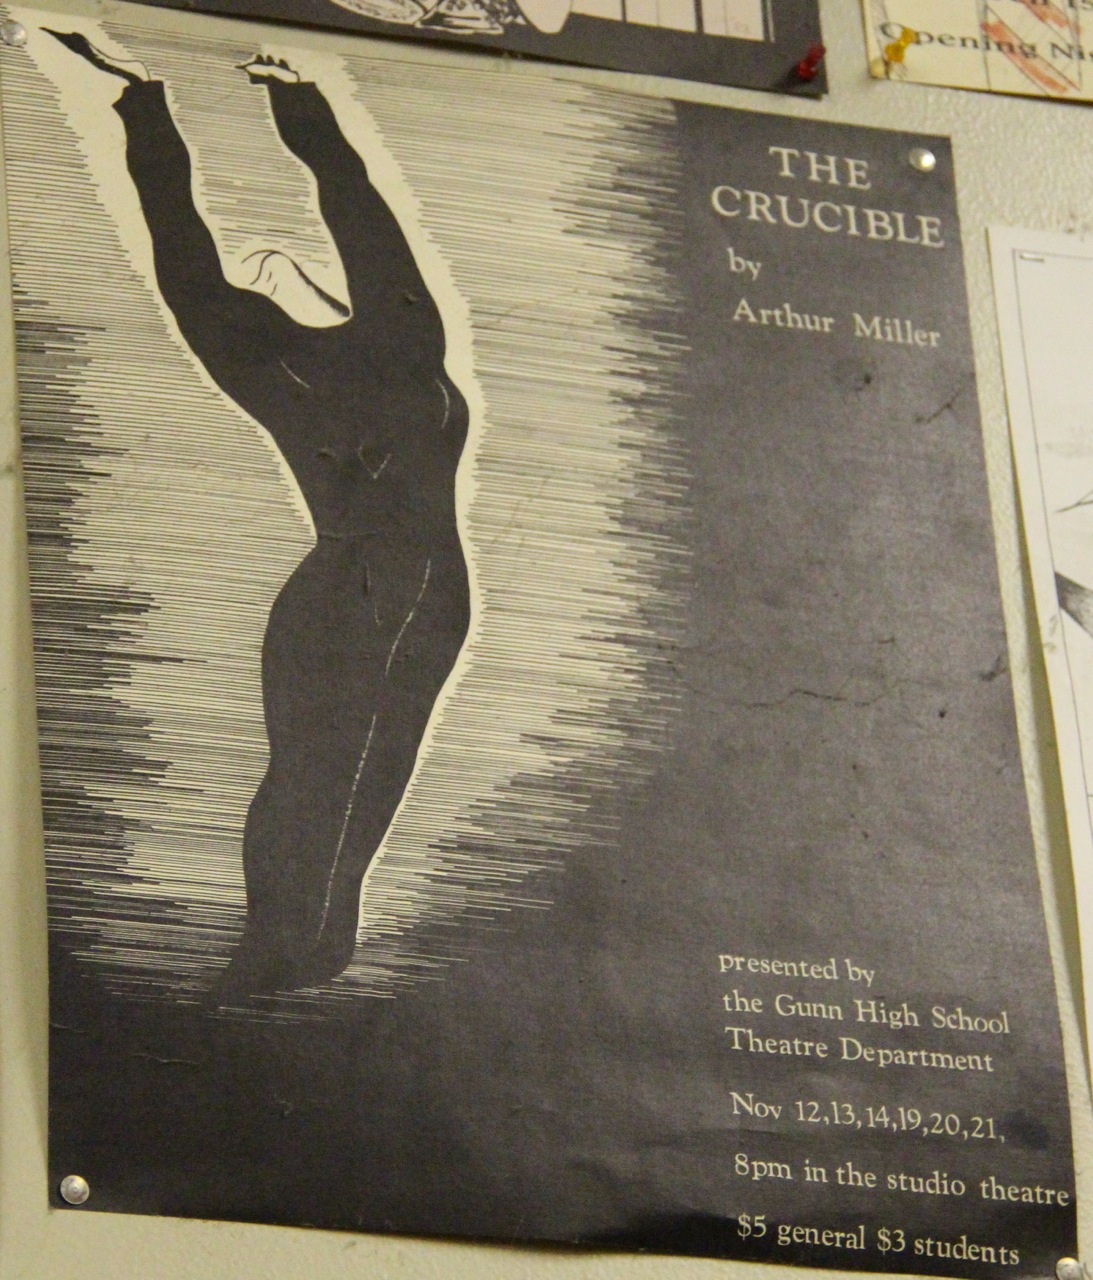 Opening
THE
CRUCIBLE
by
Arthur Miller
presented by
the Gunn High School
Theatre Department
Nov 12,13,14,19,20,21,
8pm in the studio theatre
$5 general $3 students